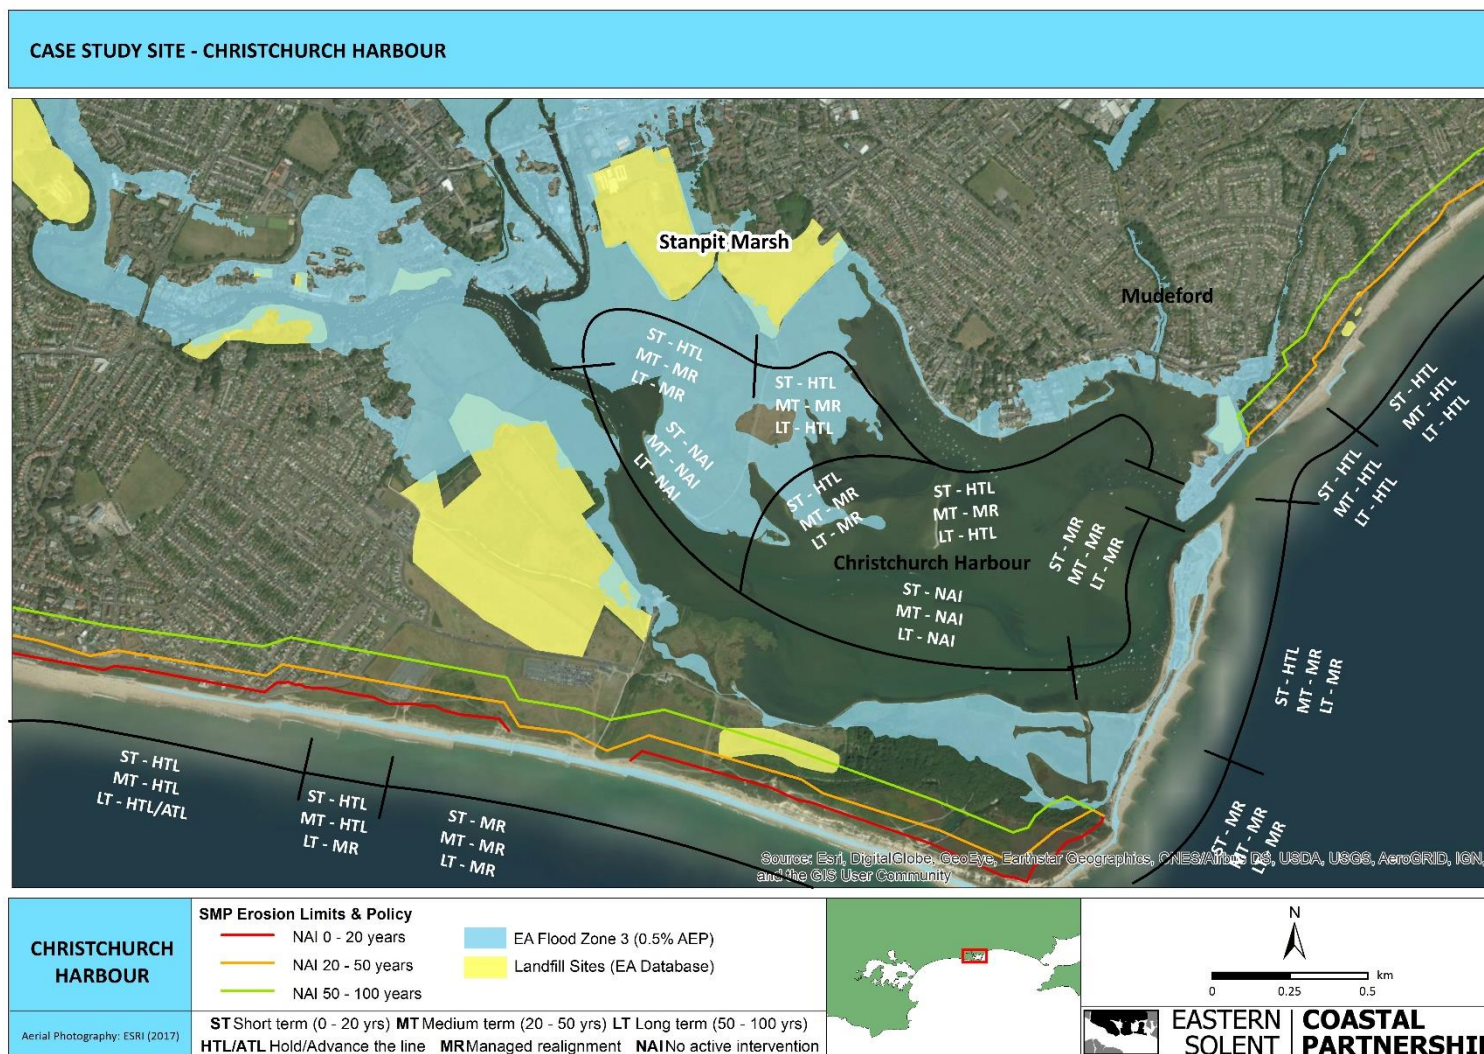 CASE STUDY SITE - CHRISTCHURCH HARBOUR
Stanpit Marsh
Mudeford
ST - HTL
MT - MR
LT - MR
ST - HTL
MT - MR
LT - HTL
ST - NAI
MT - NAI
LT - NAI
ST - HTL
MT - MR
LT - MR
ST - HTL
MT - MR
LT - HTL
ST - MR
MT - MR
LT - MR
Christchurch Harbour
ST - NAI
MT - NAI
LT - NAI
ST - HTL
MT - HTL
LT - HTL
ST - HTL
MT - HTL
LT - HTL
ST - HTL
MT - MR
LT - MR
ST - MR
MT - MR
LT - MR
ST - HTL
MT - HTL
LT - HTL/ATL
ST - HTL
MT - HTL
LT - MR
ST - MR
MT - MR
LT - MR
Source: Esri, DigitalGlobe, GeoEye, Earthstar Geographics, CNES/Airbus DS, USDA, USGS, AeroGRID, IGN,
and the GIS User Community
CHRISTCHURCH
HARBOUR
Aerial Photography: ESRI (2017)
SMP Erosion Limits & Policy
NAI 0 - 20 years
NAI 20 - 50 years
NAI 50 - 100 years
EA Flood Zone 3 (0.5% AEP)
Landfill Sites (EA Database)
ST Short term (0 - 20 yrs) MT Medium term (20 - 50 yrs) LT Long term (50 - 100 yrs)
HTL/ATL Hold/Advance the line MR Managed realignment NAI No active intervention
N
km
0 0.25 0.5
EASTERN
SOLENT
COASTAL
PARTNERSHIP